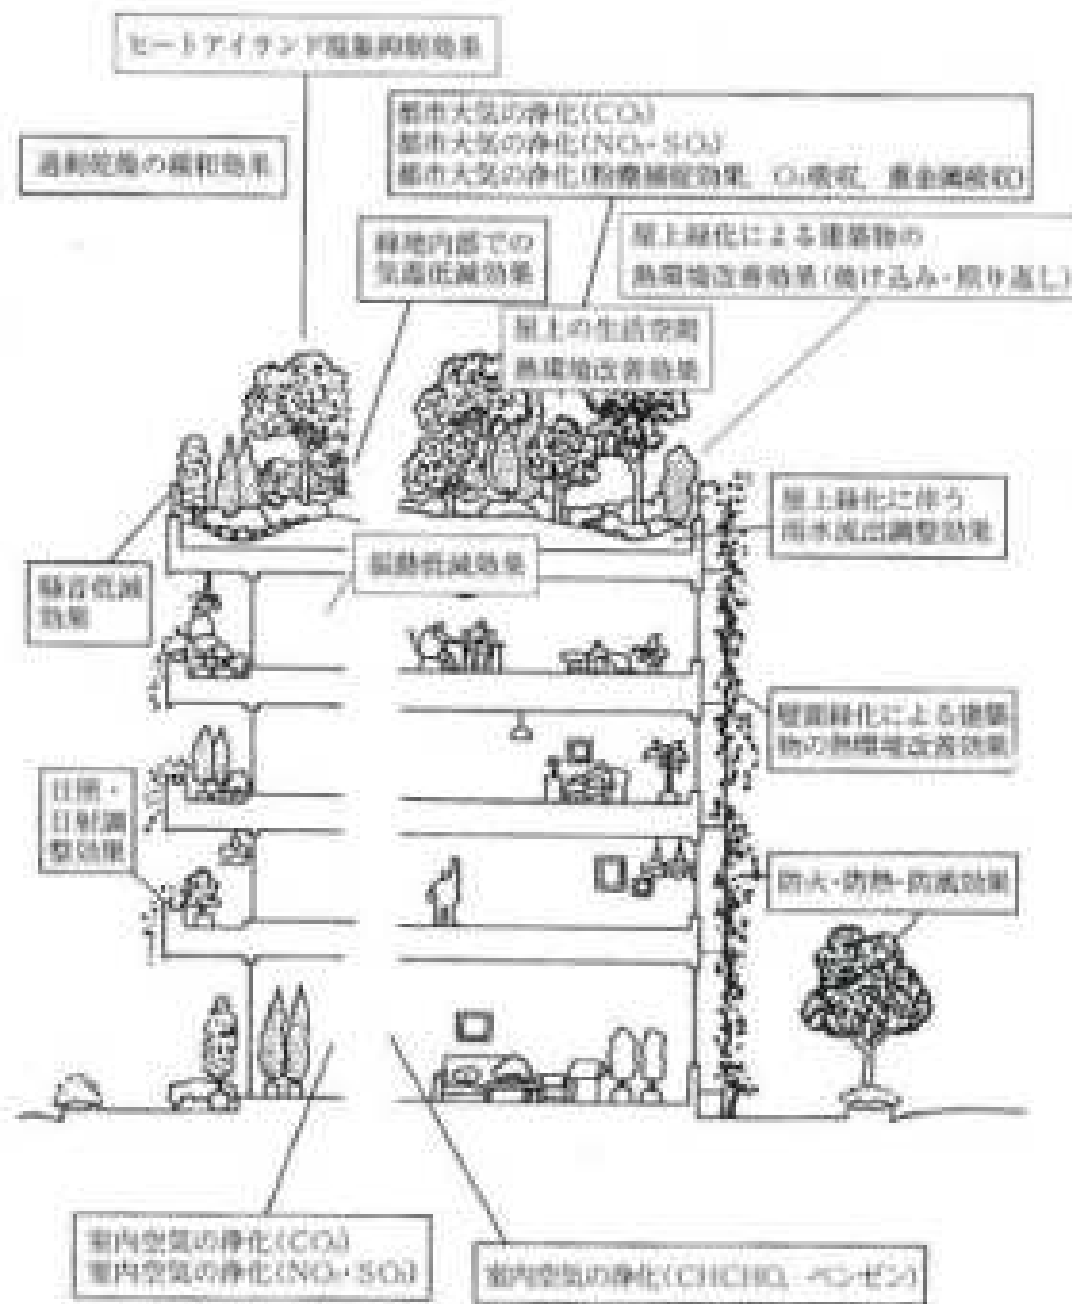 ヒートアイランド現象抑制効果
都市大気の浄化(CO₂)
都市大気の浄化(NO₂・SO₂)
都市大気の浄化(粉塵捕捉効果、O₃吸収、重金属吸収)
過剰乾燥の緩和効果
緑地内部での
気温低減効果
屋上緑化による建築物の
熱環境改善効果(焼け込み・照り返し)
屋上の生活空間
熱環境改善効果
屋上緑化に伴う
雨水流出調整効果
振動低減効果
騒音低減
効果
壁面緑化による建築
物の熱環境改善効果
日照・
日射調
整効果
防火・防熱・防風効果
室内空気の浄化(CO₂)
室内空気の浄化(NO₂・SO₂)
室内空気の浄化(CHCHO、ベンゼン)